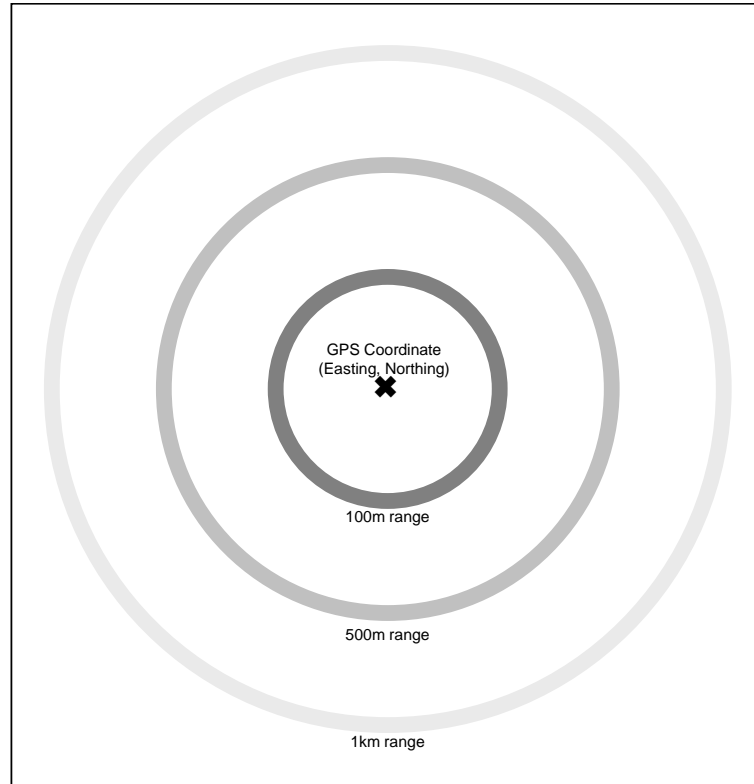 GPS Coordinate
(Easting, Northing)
100m range
500m range
1km range